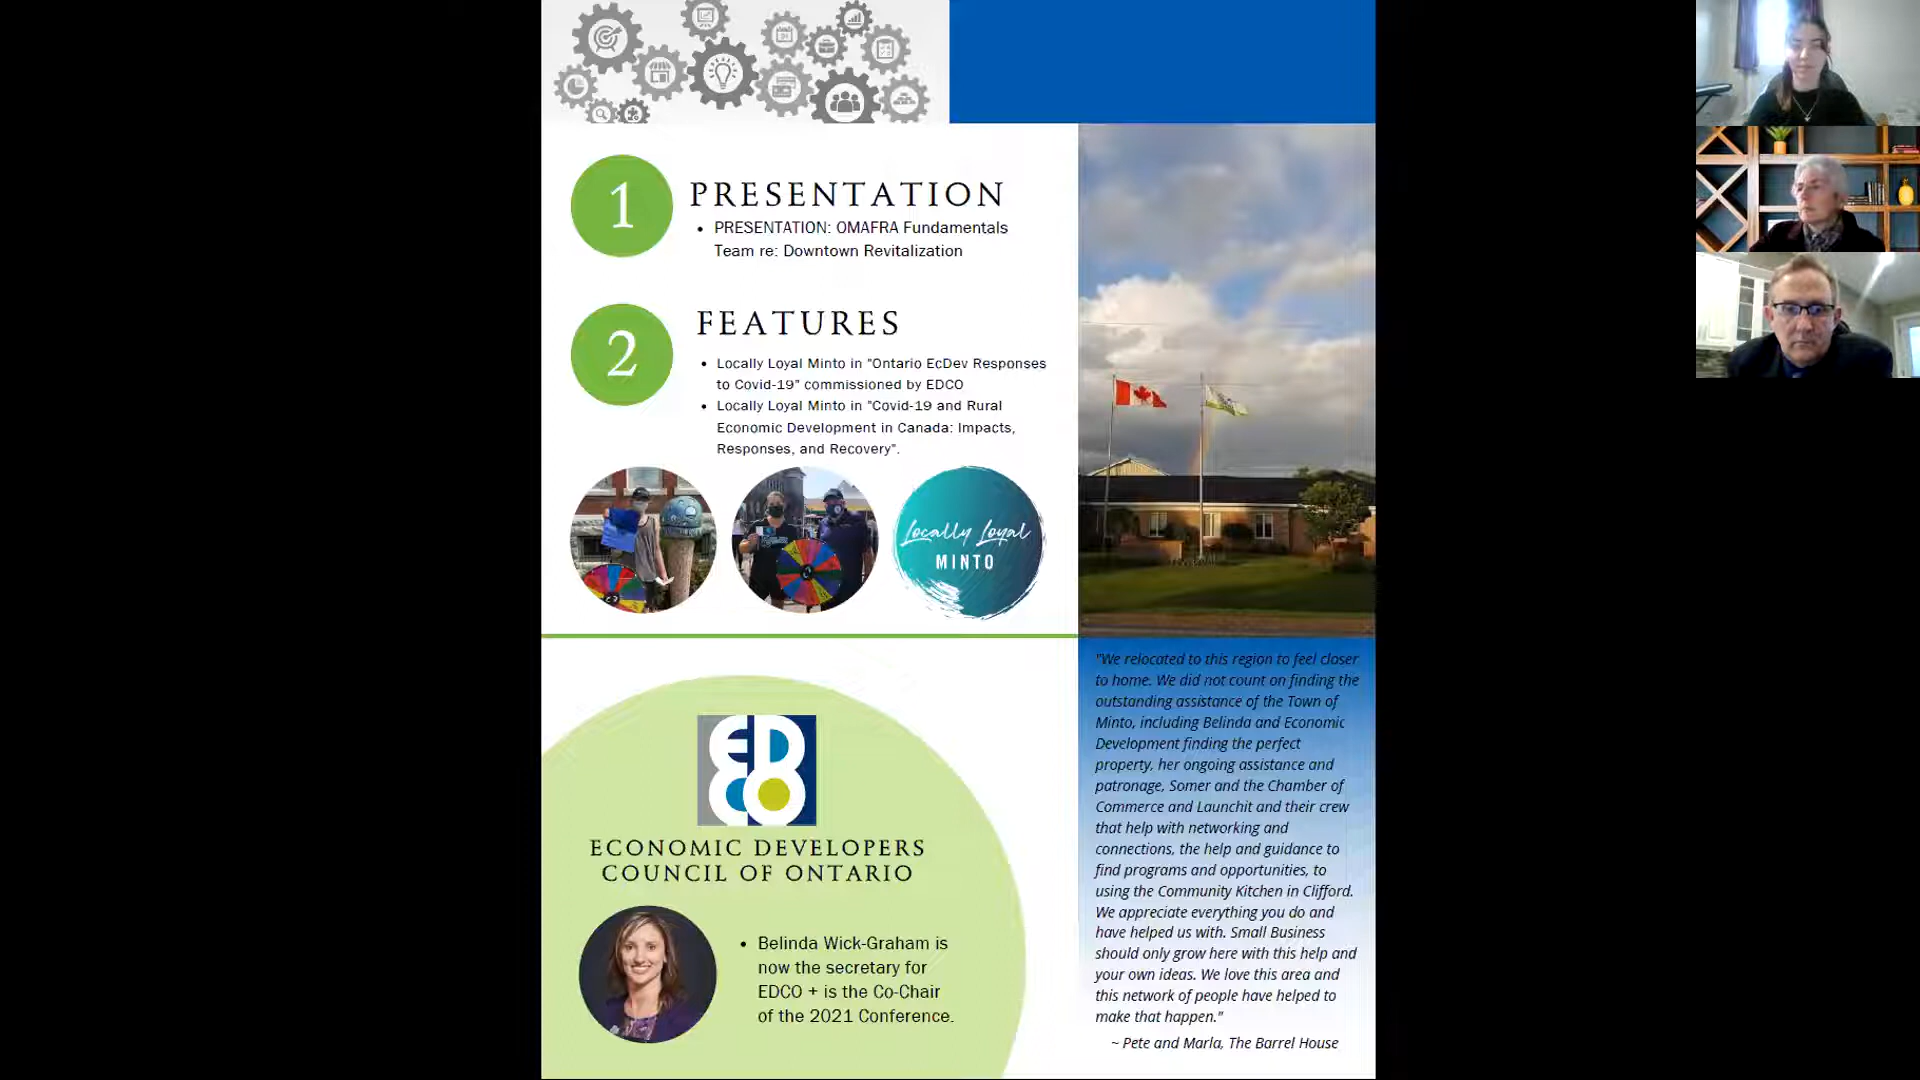 1
PRESENTATION
• PRESENTATION: OMAFRA Fundamentals
Team re: Downtown Revitalization
2
FEATURES
• Locally Loyal Minto in "Ontario EcDev Responses
to Covid-19" commissioned by EDCO
• Locally Loyal Minto in "Covid-19 and Rural
Economic Development in Canada: Impacts,
Responses, and Recovery".
Locally Loyal
MINTO
ED
CO
ECONOMIC DEVELOPERS
COUNCIL OF ONTARIO
• Belinda Wick-Graham is
now the secretary for
EDCO + is the Co-Chair
of the 2021 Conference.
"We relocated to this region to feel closer
to home. We did not count on finding the
outstanding assistance of the Town of
Minto, including Belinda and Economic
Development finding the perfect
property, her ongoing assistance and
patronage, Somer and the Chamber of
Commerce and Launchit and their crew
that help with networking and
connections, the help and guidance to
find programs and opportunities, to
using the Community Kitchen in Clifford.
We appreciate everything you do and
have helped us with. Small Business
should only grow here with this help and
your own ideas. We love this area and
this network of people have helped to
make that happen."
~ Pete and Marla, The Barrel House